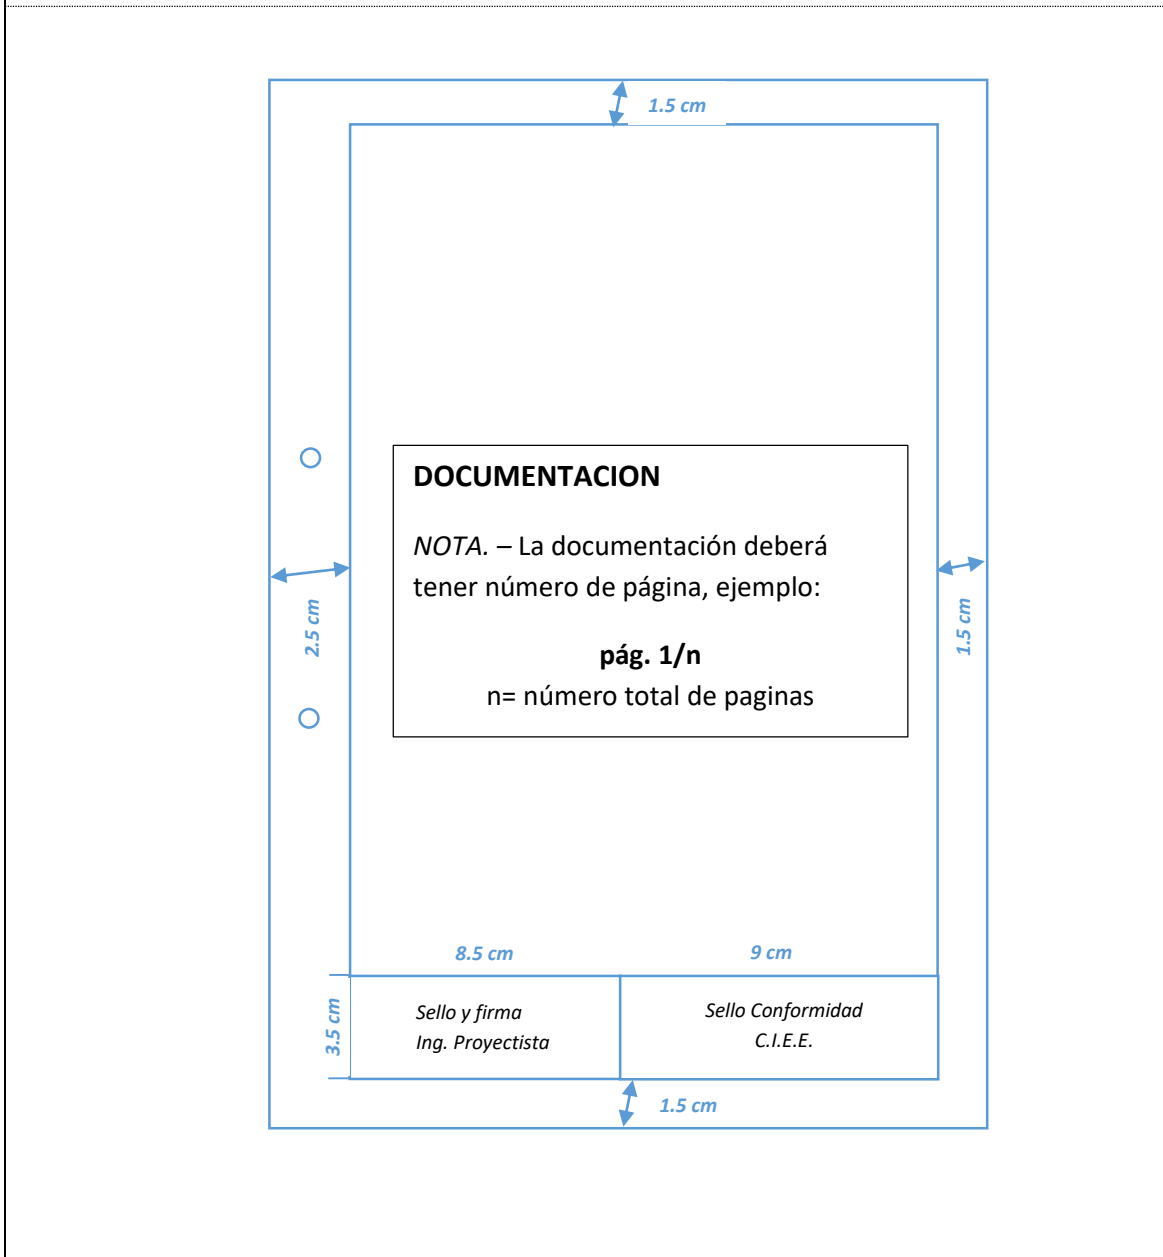 1.5 cm
DOCUMENTACION
NOTA. – La documentación deberá
tener número de página, ejemplo:
pág. 1/n
n= número total de paginas
2.5 cm
1.5 cm
8.5 cm
9 cm
3.5 cm
Sello y firma
Ing. Proyectista
Sello Conformidad
C.I.E.E.
1.5 cm